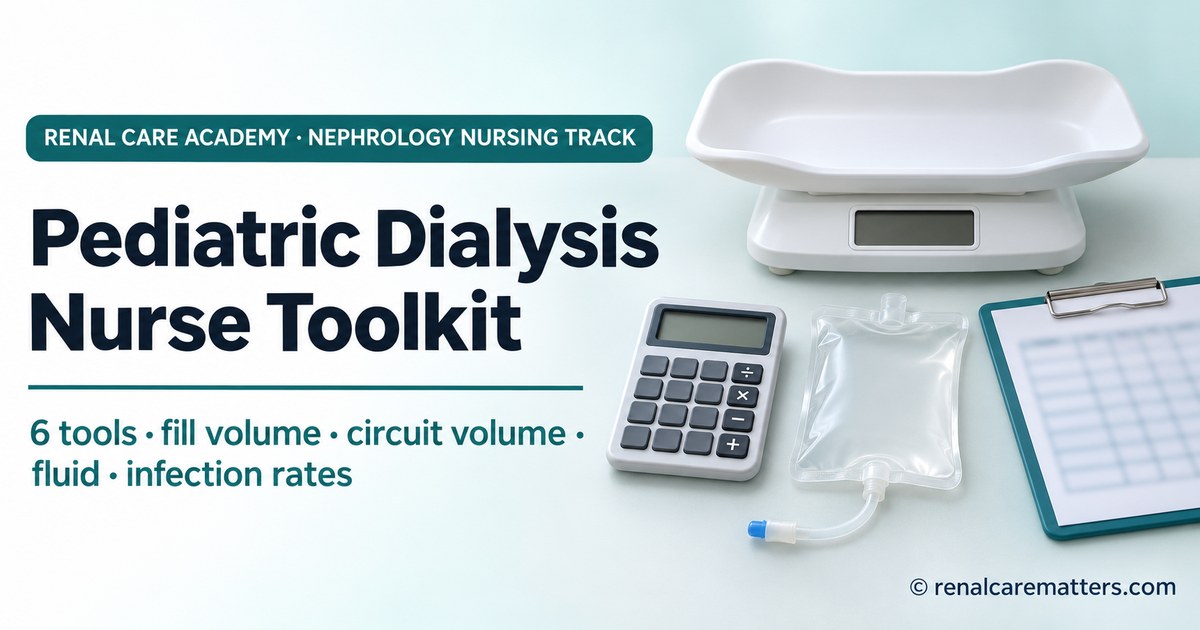 RENAL CARE ACADEMY · NEPHROLOGY NURSING TRACK
Pediatric Dialysis
Nurse Toolkit
6 tools · fill volume · circuit volume ·
fluid · infection rates
÷
×
−
+
© renalcarematters.com